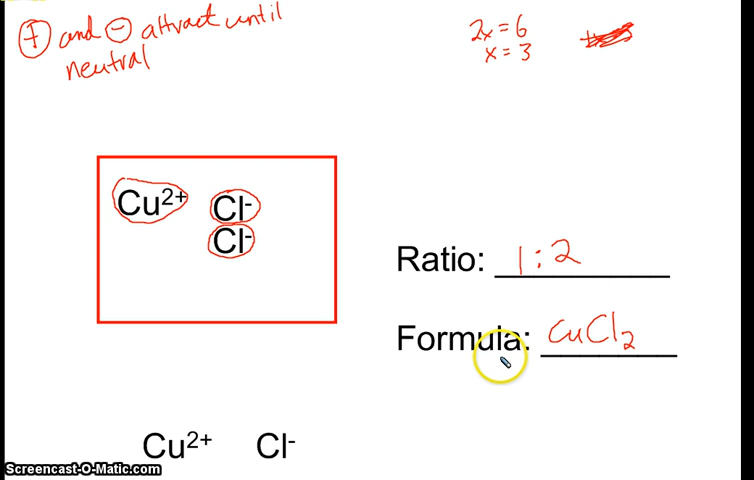 + and - attract until
neutral
2x = 6
x = 3
Cu²⁺
Cl⁻
Cl⁻
Ratio: 1:2
Formula: CuCl₂
Cu²⁺ Cl⁻
Screencast-O-Matic.com